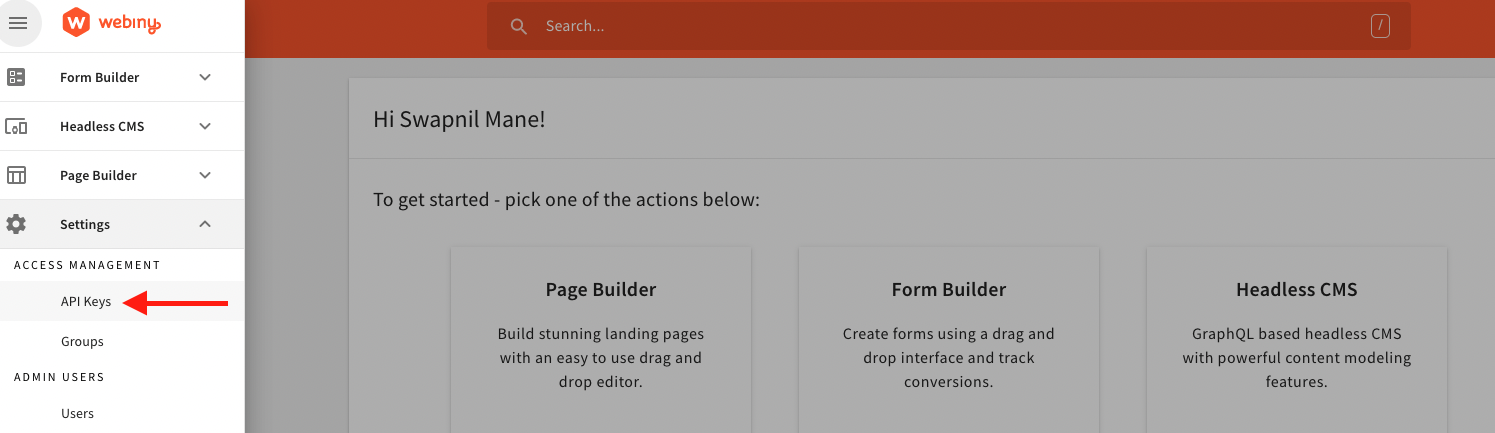 webiny
Search...
/
Form Builder
Headless CMS
Page Builder
Settings
ACCESS MANAGEMENT
API Keys
Groups
ADMIN USERS
Users
Hi Swapnil Mane!
To get started - pick one of the actions below:
Page Builder
Build stunning landing pages
with an easy to use drag and
drop editor.
Form Builder
Create forms using a drag and
drop interface and track
conversions.
Headless CMS
GraphQL based headless CMS
with powerful content modeling
features.